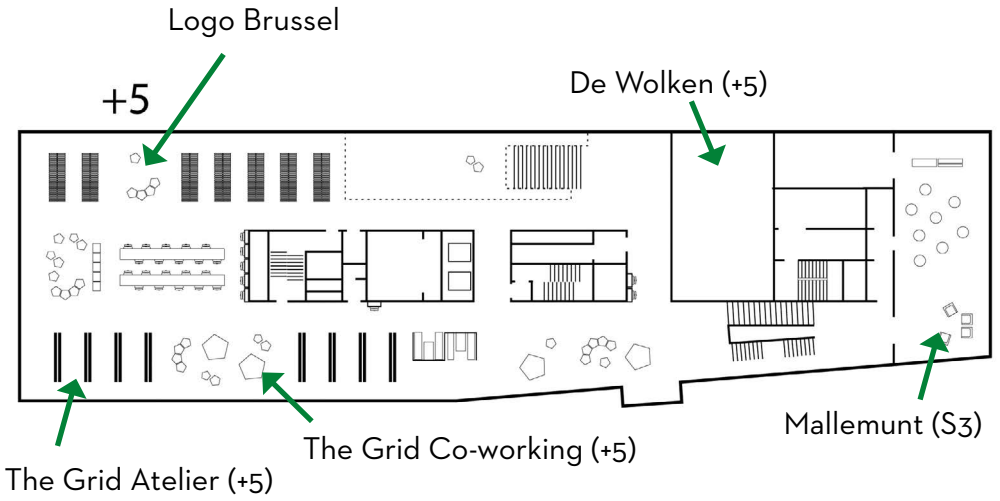 Logo Brussel
De Wolken (+5)
+5
Mallemunt (S3)
The Grid Co-working (+5)
The Grid Atelier (+5)